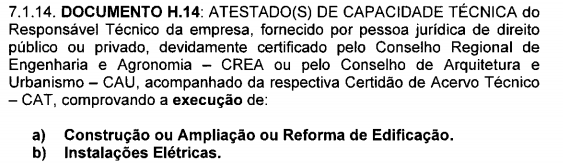 7.1.14. DOCUMENTO H.14: ATESTADO(S) DE CAPACIDADE TÉCNICA do
Responsável Técnico da empresa, fornecido por pessoa jurídica de direito
público ou privado, devidamente certificado pelo Conselho Regional de
Engenharia e Agronomia – CREA ou pelo Conselho de Arquitetura e
Urbanismo – CAU, acompanhado da respectiva Certidão de Acervo Técnico
– CAT, comprovando a execução de:
a) Construção ou Ampliação ou Reforma de Edificação.
b) Instalações Elétricas.